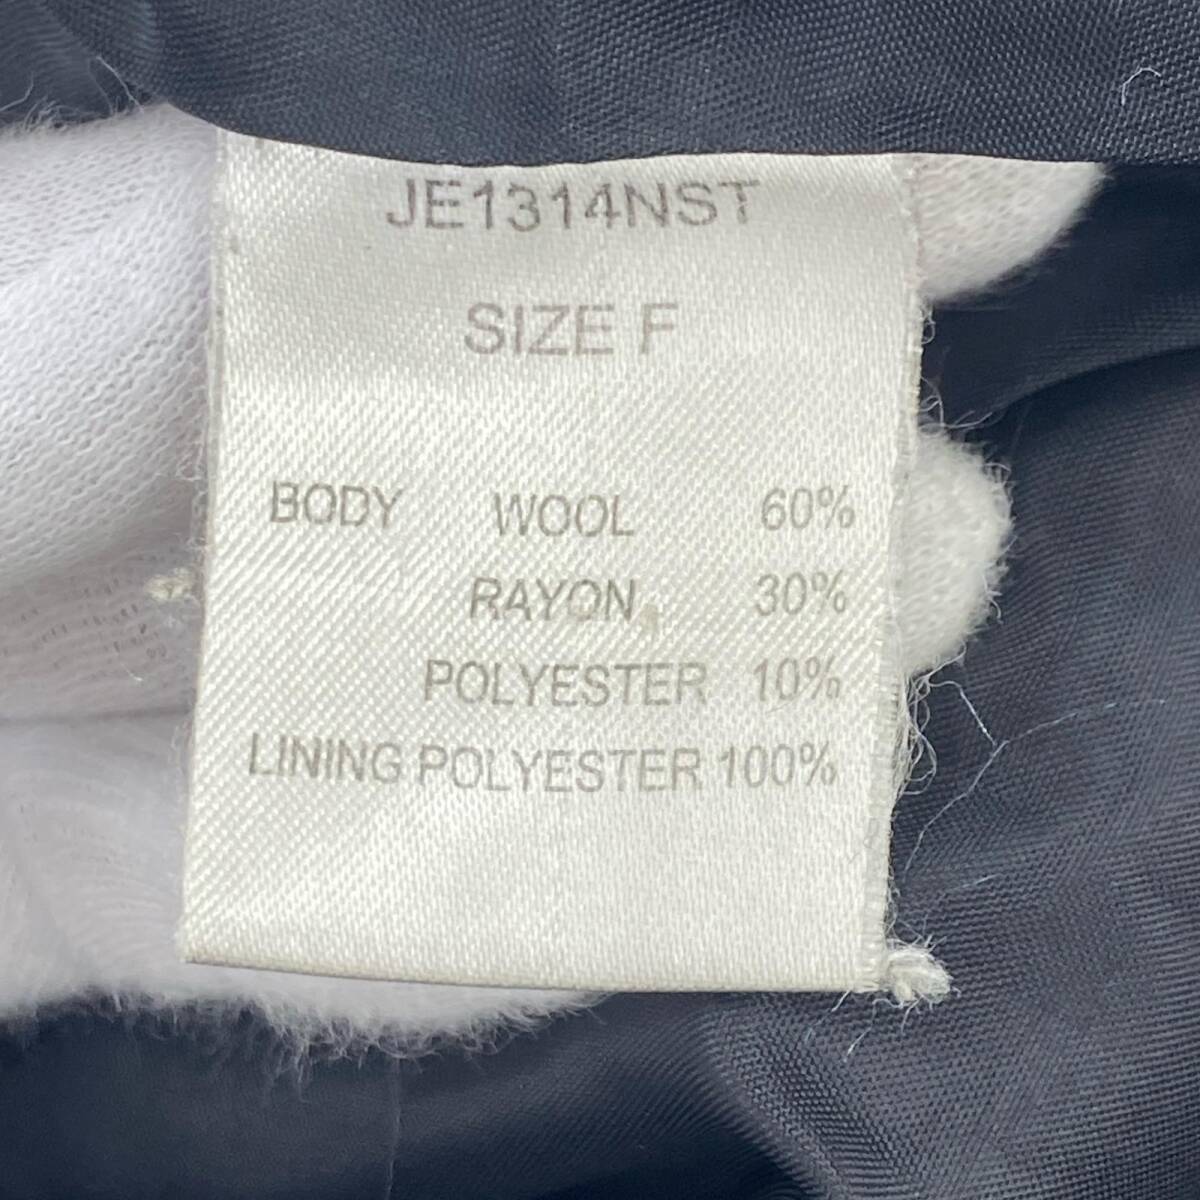 JE1314NST
SIZE F
BODY WOOL 60%
RAYON 30%
POLYESTER 10%
LINING POLYESTER 100%